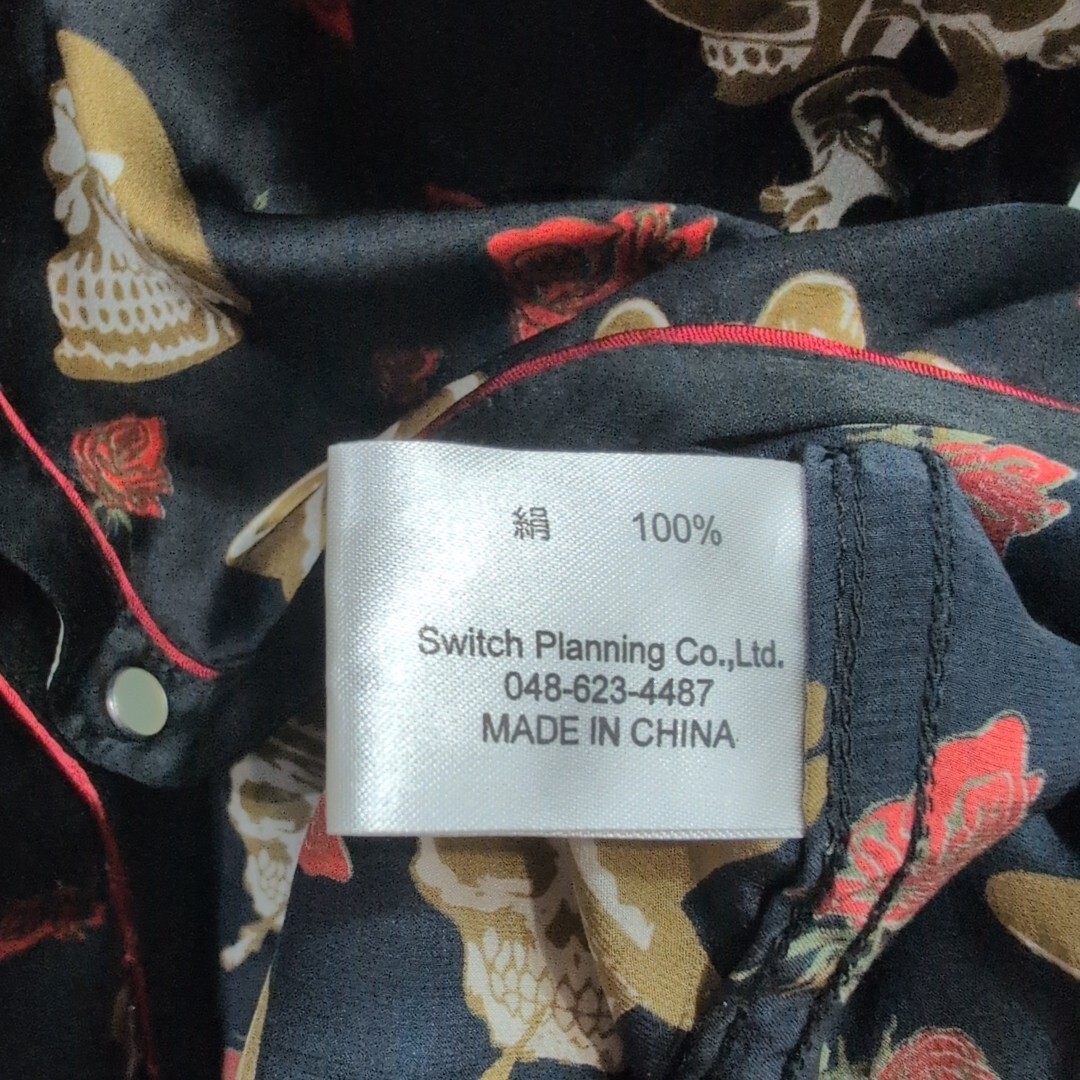 絹 100%
Switch Planning Co.,Ltd.
048-623-4487
MADE IN CHINA